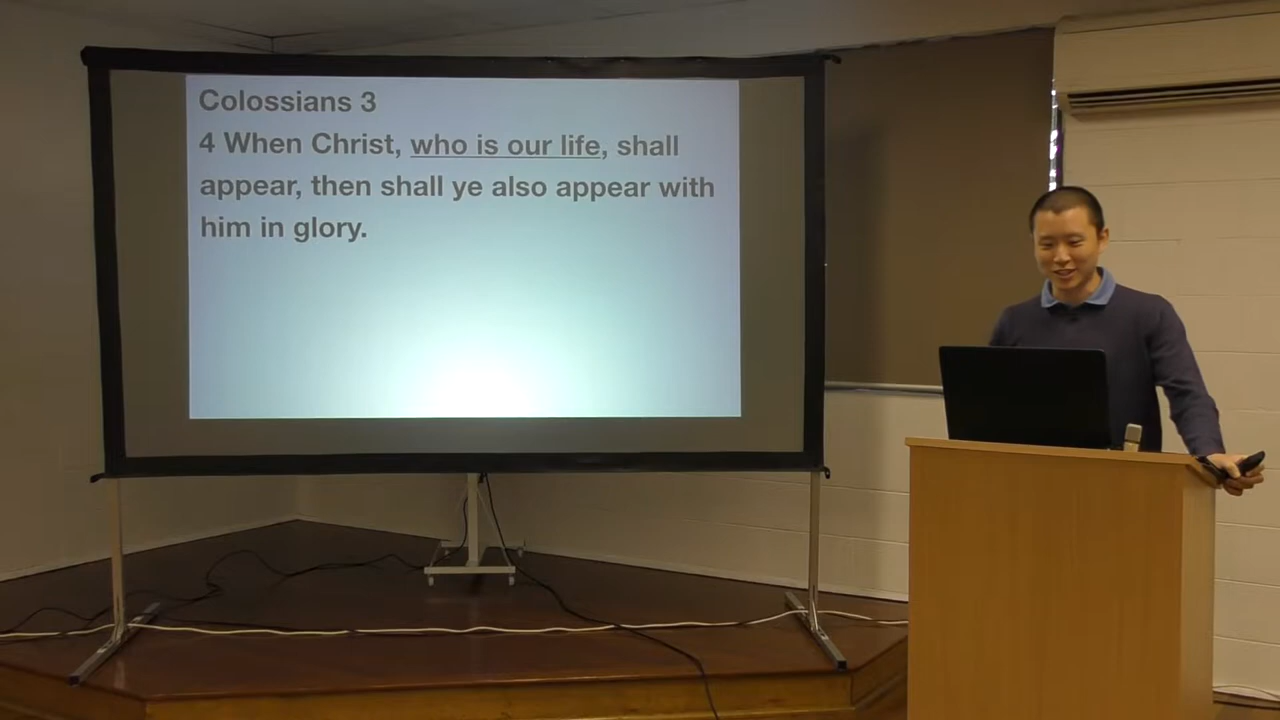 Colossians 3
4 When Christ, who is our life, shall
appear, then shall ye also appear with
him in glory.